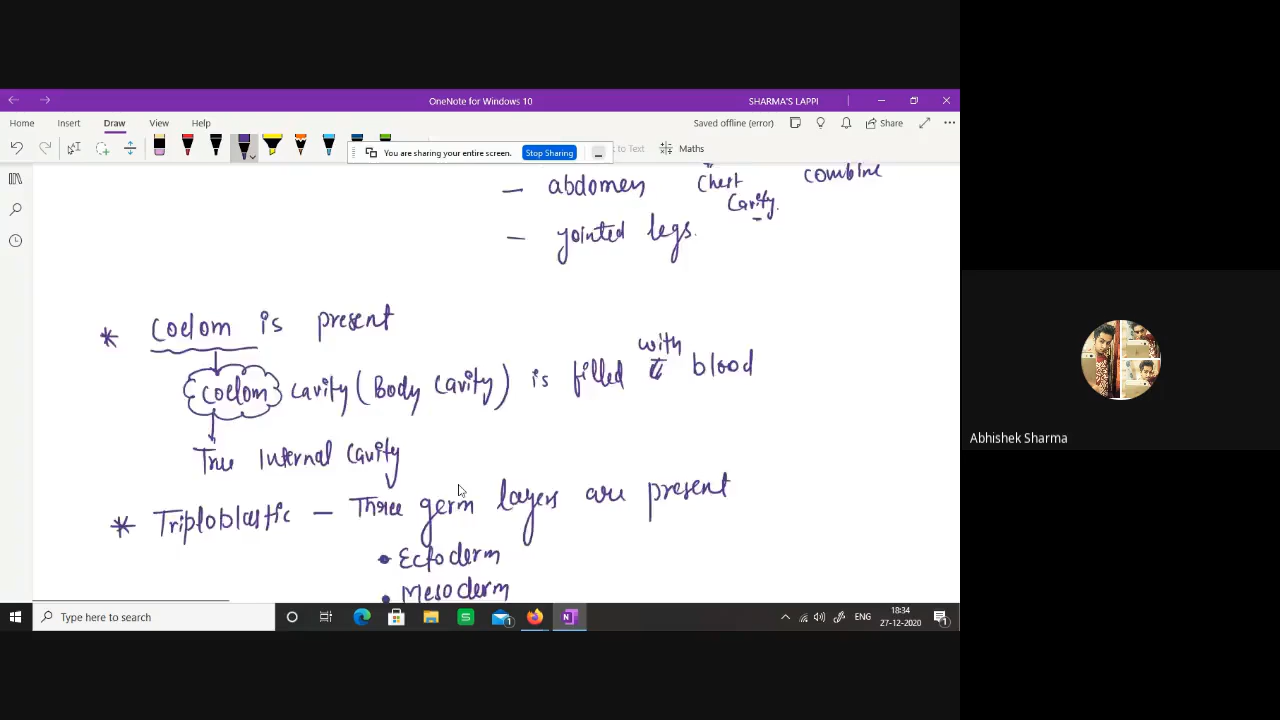 OneNote for Windows 10
SHARMA'S LAPPI
Home Insert Draw View Help
Saved offline (error)
Share
You are sharing your entire screen.
Stop Sharing
to Text
Maths
— abdomen Chest combine
Cavity.
— jointed legs.
* Coelom is present
coelom cavity (Body Cavity) is filled with blood
True Internal Cavity
* Triploblastic — Three germ layers are present
• Ectoderm
• Mesoderm
Abhishek Sharma
Type here to search
ENG
18:34
27-12-2020